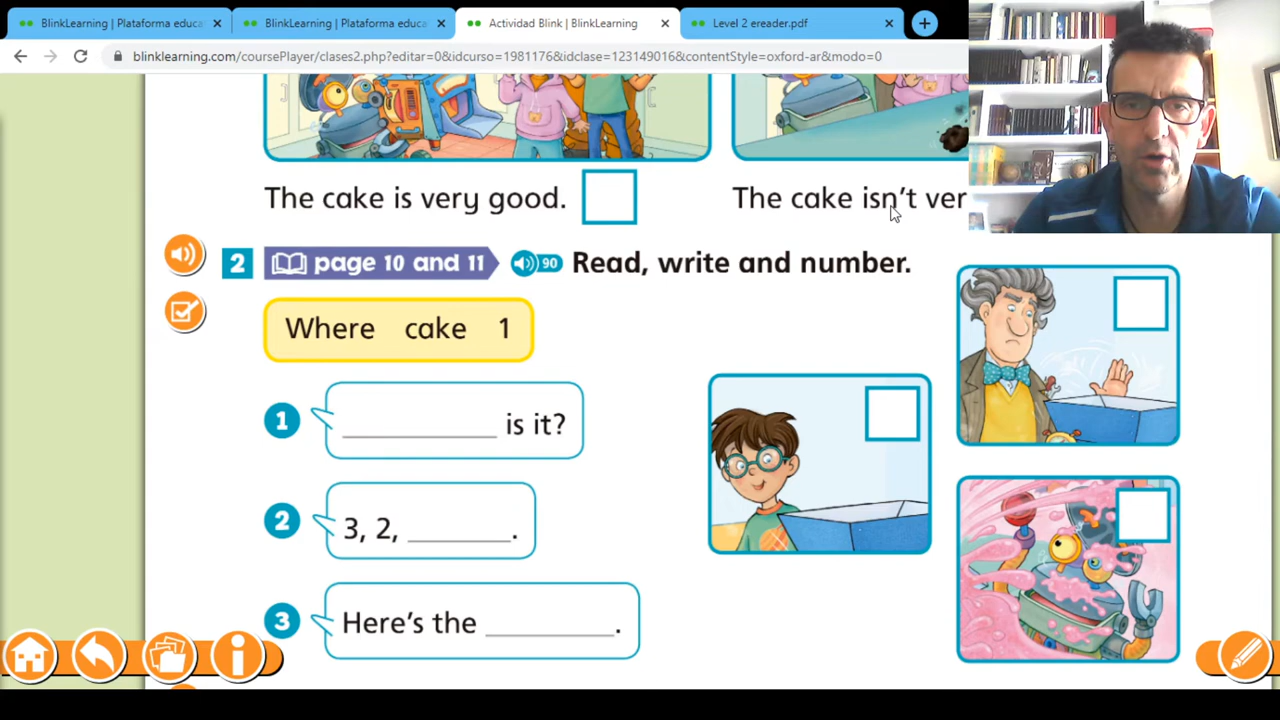 BlinkLearning | Plataforma educa
BlinkLearning | Plataforma educa
Actividad Blink | BlinkLearning
Level 2 ereader.pdf
blinklearning.com/coursePlayer/clases2.php?editar=0&idcurso=1981176&idclase=123149016&contentStyle=oxford-ar&modo=0
The cake is very good.
The cake isn't ver
2 page 10 and 11 90 Read, write and number.
Where cake 1
1 ____________ is it?
2 3, 2, ________.
3 Here's the __________.